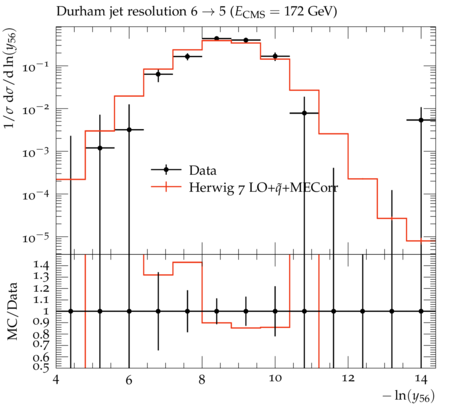 Durham jet resolution 6 → 5 (E_CMS = 172 GeV)
1/σ dσ/d ln(y_56)
10^−1
10^−2
10^−3
10^−4
10^−5
Data
Herwig 7 LO+q̃+MECorr
MC/Data
1.4
1.3
1.2
1.1
1
0.9
0.8
0.7
0.6
0.5
4 6 8 10 12 14
− ln(y_56)